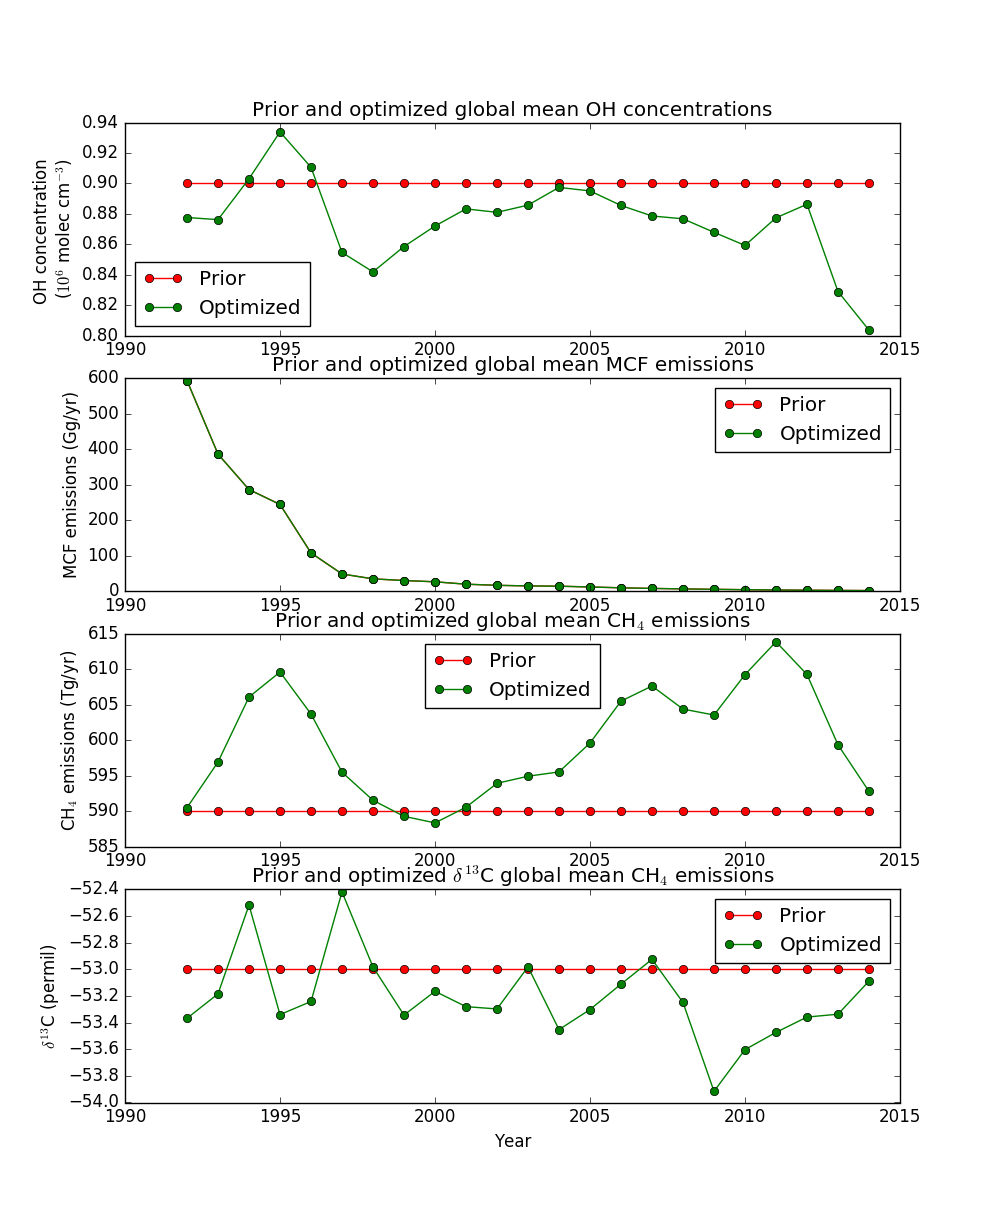 Prior and optimized global mean OH concentrations
OH concentration
(10⁶ molec cm⁻³)
0.94
0.92
0.90
0.88
0.86
0.84
0.82
0.80
Prior
Optimized
1990 1995 2000 2005 2010 2015
Prior and optimized global mean MCF emissions
MCF emissions (Gg/yr)
600
500
400
300
200
100
0
Prior
Optimized
1990 1995 2000 2005 2010 2015
Prior and optimized global mean CH₄ emissions
CH₄ emissions (Tg/yr)
615
610
605
600
595
590
585
Prior
Optimized
1990 1995 2000 2005 2010 2015
Prior and optimized δ¹³C global mean CH₄ emissions
δ¹³C (permil)
−52.4
−52.6
−52.8
−53.0
−53.2
−53.4
−53.6
−53.8
−54.0
Prior
Optimized
1990 1995 2000 2005 2010 2015
Year